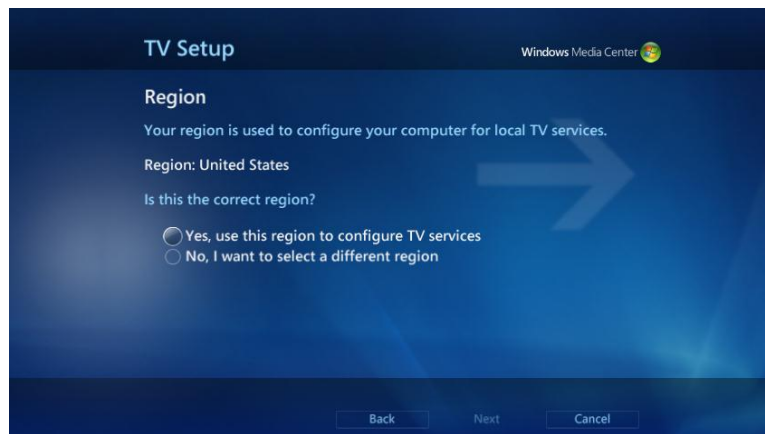 TV Setup
Windows Media Center
Region
Your region is used to configure your computer for local TV services.
Region: United States
Is this the correct region?
Yes, use this region to configure TV services
No, I want to select a different region
Back Next Cancel